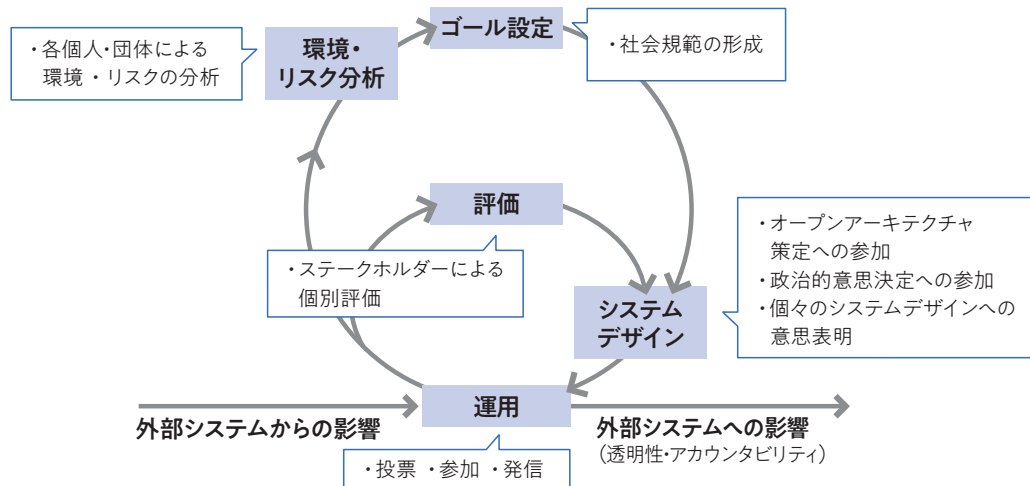 ゴール設定
・社会規範の形成
・各個人・団体による
環境・リスクの分析
環境・
リスク分析
評価
・ステークホルダーによる
個別評価
・オープンアーキテクチャ
策定への参加
・政治的意思決定への参加
・個々のシステムデザインへの
意思表明
システム
デザイン
運用
外部システムからの影響
外部システムへの影響
（透明性・アカウンタビリティ）
・投票 ・参加 ・発信